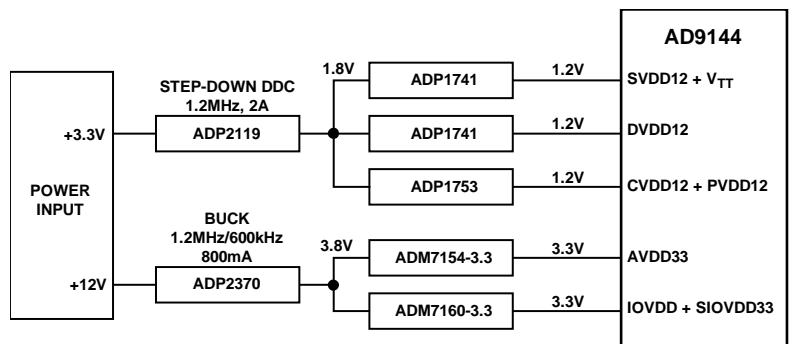 AD9144
POWER INPUT
+3.3V
+12V
STEP-DOWN DDC
1.2MHz, 2A
ADP2119
1.8V
ADP1741
1.2V
SVDD12 + VTT
ADP1741
1.2V
DVDD12
ADP1753
1.2V
CVDD12 + PVDD12
BUCK
1.2MHz/600kHz
800mA
ADP2370
3.8V
ADM7154-3.3
3.3V
AVDD33
ADM7160-3.3
3.3V
IOVDD + SIOVDD33